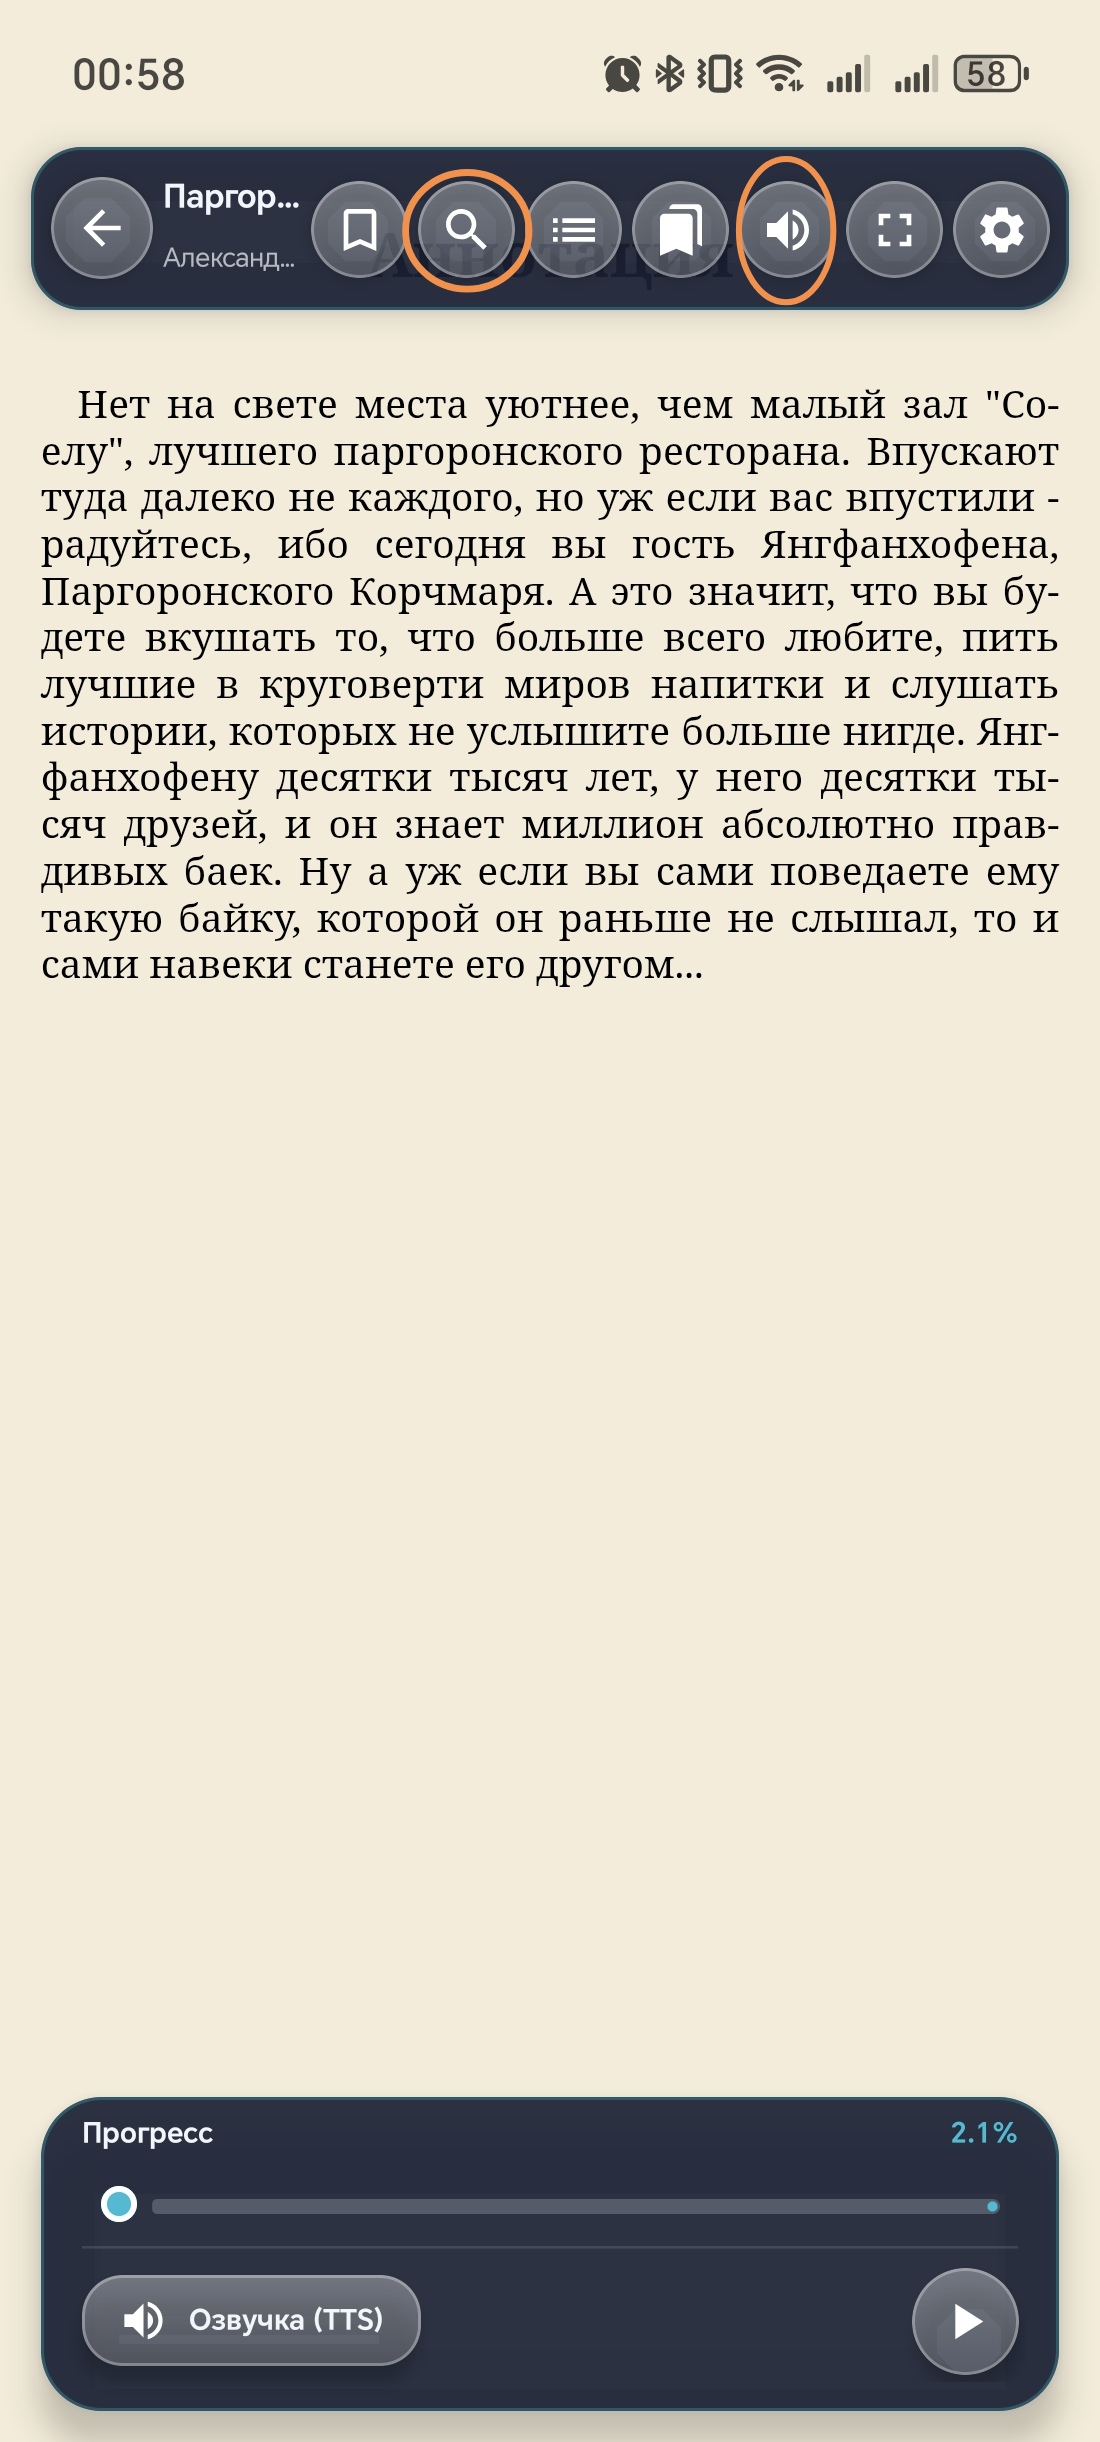 00:58
58
Паргор...
Александ...
Аннотация
Нет на свете места уютнее, чем малый зал "Со-
елу", лучшего паргоронского ресторана. Впускают
туда далеко не каждого, но уж если вас впустили -
радуйтесь, ибо сегодня вы гость Янгфанхофена,
Паргоронского Корчмаря. А это значит, что вы бу-
дете вкушать то, что больше всего любите, пить
лучшие в круговерти миров напитки и слушать
истории, которых не услышите больше нигде. Янг-
фанхофену десятки тысяч лет, у него десятки ты-
сяч друзей, и он знает миллион абсолютно прав-
дивых баек. Ну а уж если вы сами поведаете ему
такую байку, которой он раньше не слышал, то и
сами навеки станете его другом...
Прогресс
2.1%
Озвучка (TTS)